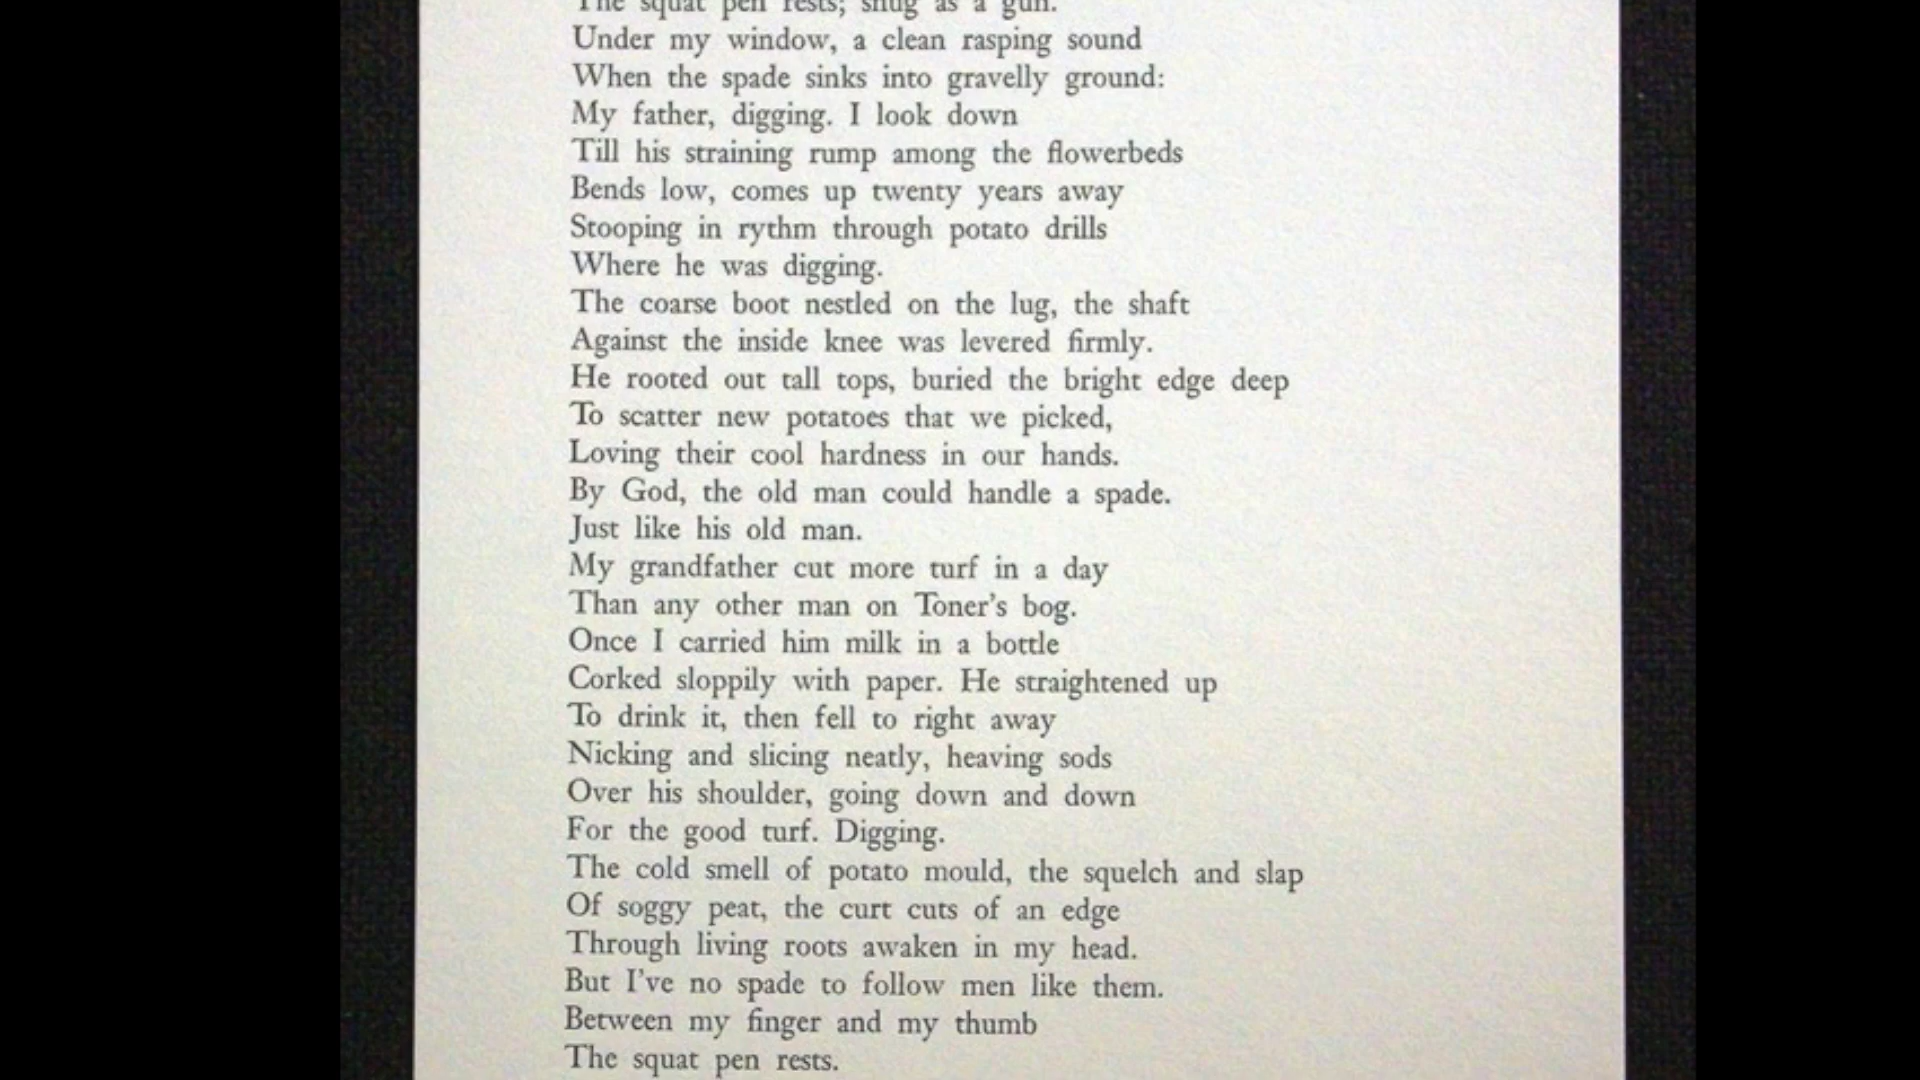 The squat pen rests; snug as a gun.
Under my window, a clean rasping sound
When the spade sinks into gravelly ground:
My father, digging. I look down
Till his straining rump among the flowerbeds
Bends low, comes up twenty years away
Stooping in rythm through potato drills
Where he was digging.
The coarse boot nestled on the lug, the shaft
Against the inside knee was levered firmly.
He rooted out tall tops, buried the bright edge deep
To scatter new potatoes that we picked,
Loving their cool hardness in our hands.
By God, the old man could handle a spade.
Just like his old man.
My grandfather cut more turf in a day
Than any other man on Toner's bog.
Once I carried him milk in a bottle
Corked sloppily with paper. He straightened up
To drink it, then fell to right away
Nicking and slicing neatly, heaving sods
Over his shoulder, going down and down
For the good turf. Digging.
The cold smell of potato mould, the squelch and slap
Of soggy peat, the curt cuts of an edge
Through living roots awaken in my head.
But I've no spade to follow men like them.
Between my finger and my thumb
The squat pen rests.